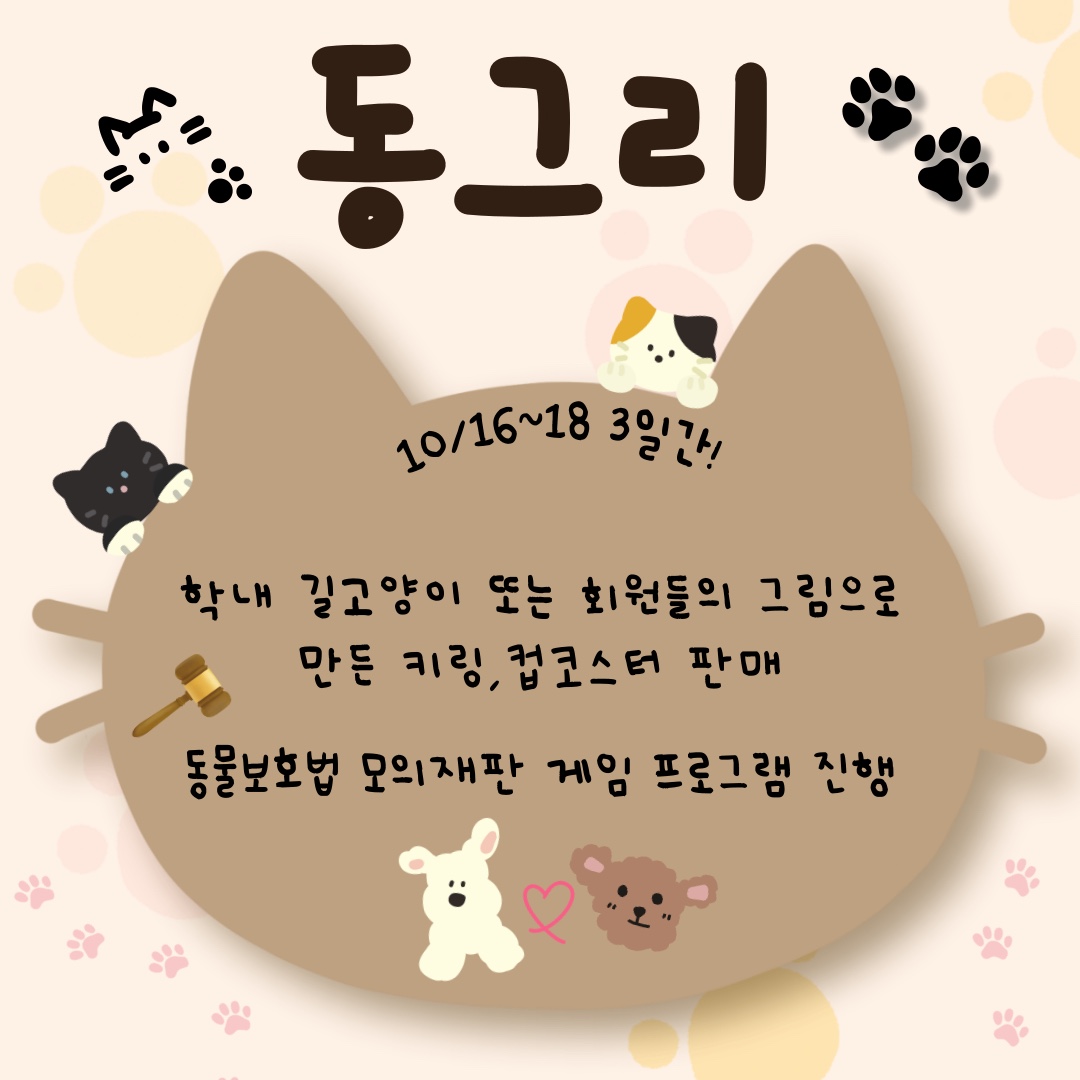 동그리
10/16~18 3일간!
학내 길고양이 또는 회원들의 그림으로
만든 키링,컵코스터 판매
동물보호법 모의재판 게임 프로그램 진행